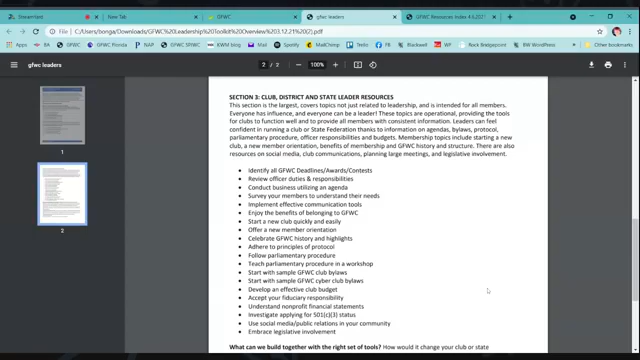 Streamtest
New Tab
GFWC
gfwc leaders
GFWC Resources Index 4.6.2021
File
C:/Users/bonga/Downloads/GFWC%20Leadership%20Toolkit%20Overview%203.12.21%20(2).pdf
Apps
BA
GFWC
GFWC Florida
NASA
GFWC SPIRIT
KWM blog
Spotify
MailChimp
FB
Blackwell
Rock Bridgepoint
RW WordPress
Other bookmarks
gfwc leaders
2 / 2
100%
1
2
SECTION 3: CLUB, DISTRICT AND STATE LEADER RESOURCES
This section is the largest, covers topics not just related to leadership, and is intended for all members.
Everyone has influence, and everyone can be a leader! These topics are operational, providing the tools
for clubs to function well and to provide all members with consistent information. Leaders can feel
confident in running a club or State Federation thanks to information on agendas, bylaws, protocol,
parliamentary procedure, officer responsibilities and budgets. Membership topics include starting a new
club, a new member orientation, benefits of membership and GFWC history and structure. There are also
resources on social media, club communications, planning large meetings, and legislative involvement.
• Identify all GFWC Deadlines/Awards/Contests
• Review officer duties & responsibilities
• Conduct business utilizing an agenda
• Survey your members to understand their needs
• Implement effective communication tools
• Enjoy the benefits of belonging to GFWC
• Start a new club quickly and easily
• Offer a new member orientation
• Celebrate GFWC history and highlights
• Adhere to principles of protocol
• Follow parliamentary procedure
• Teach parliamentary procedure in a workshop
• Start with sample GFWC club bylaws
• Start with sample GFWC cyber club bylaws
• Develop an effective club budget
• Accept your fiduciary responsibility
• Understand nonprofit financial statements
• Investigate applying for 501(c)(3) status
• Use social media/public relations in your community
• Embrace legislative involvement
What can we build together with the right set of tools? How would it change your club or state